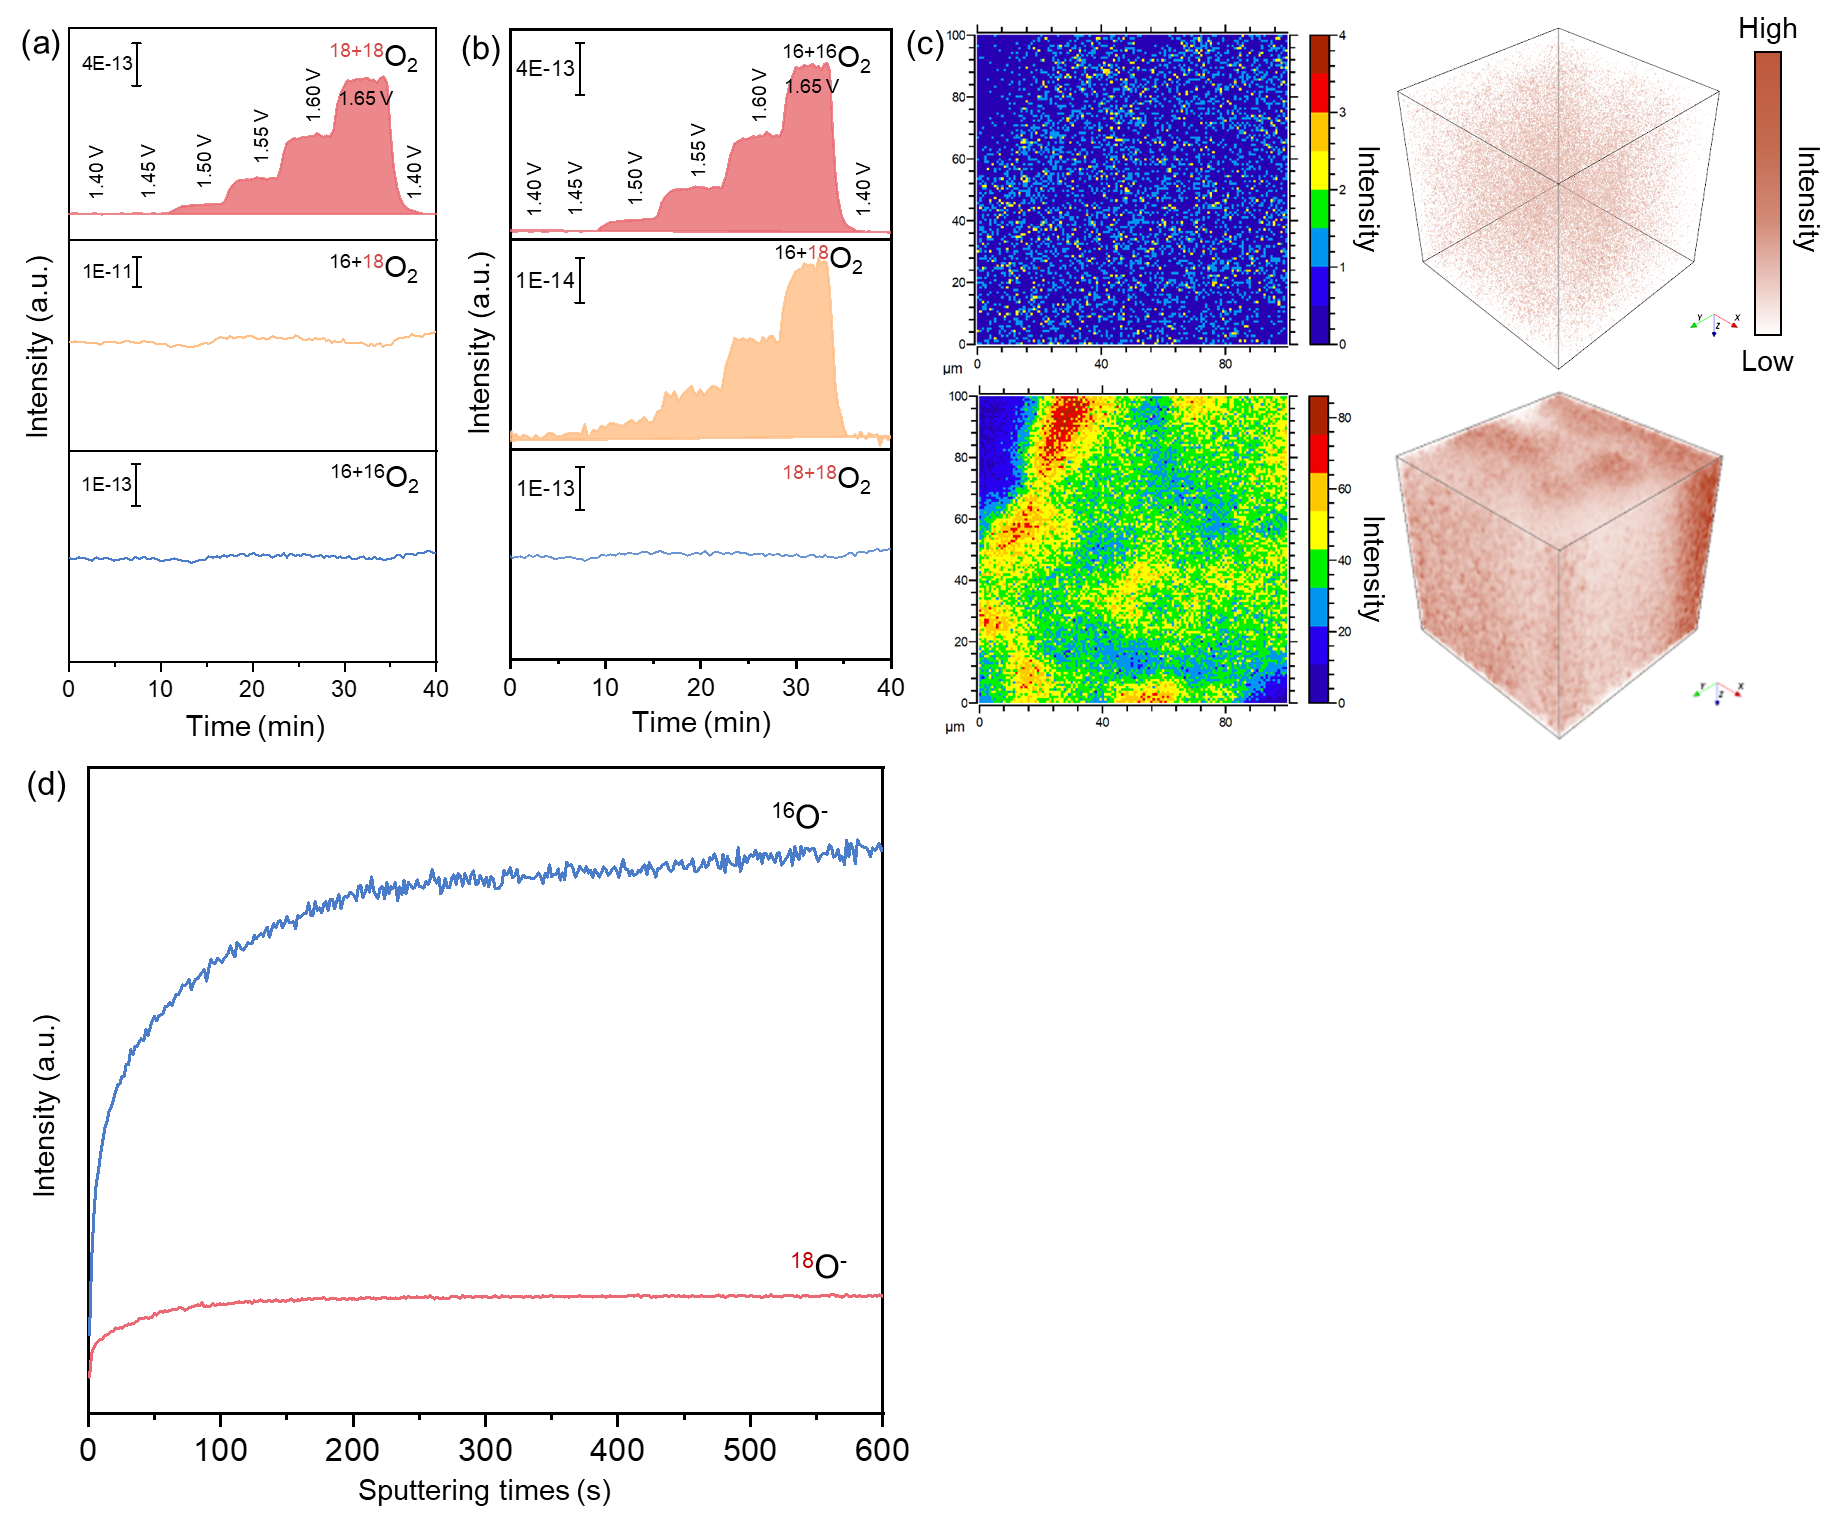 (a)
4E-13
18+18O2
1.40 V
1.45 V
1.50 V
1.55 V
1.60 V
1.65 V
1.40 V
1E-11
16+18O2
1E-13
16+16O2
Intensity (a.u.)
0 10 20 30 40
Time (min)
(b)
4E-13
16+16O2
1.40 V
1.45 V
1.50 V
1.55 V
1.60 V
1.65 V
1.40 V
1E-14
16+18O2
1E-13
18+18O2
Intensity (a.u.)
0 10 20 30 40
Time (min)
(c)
100
80
60
40
20
0
µm
0 40 80
4
3
2
1
0
Intensity
High
Intensity
Low
Y Z X
100
80
60
40
20
0
µm
0 40 80
80
60
40
20
0
Intensity
Y Z X
(d)
16O-
18O-
Intensity (a.u.)
0 100 200 300 400 500 600
Sputtering times (s)